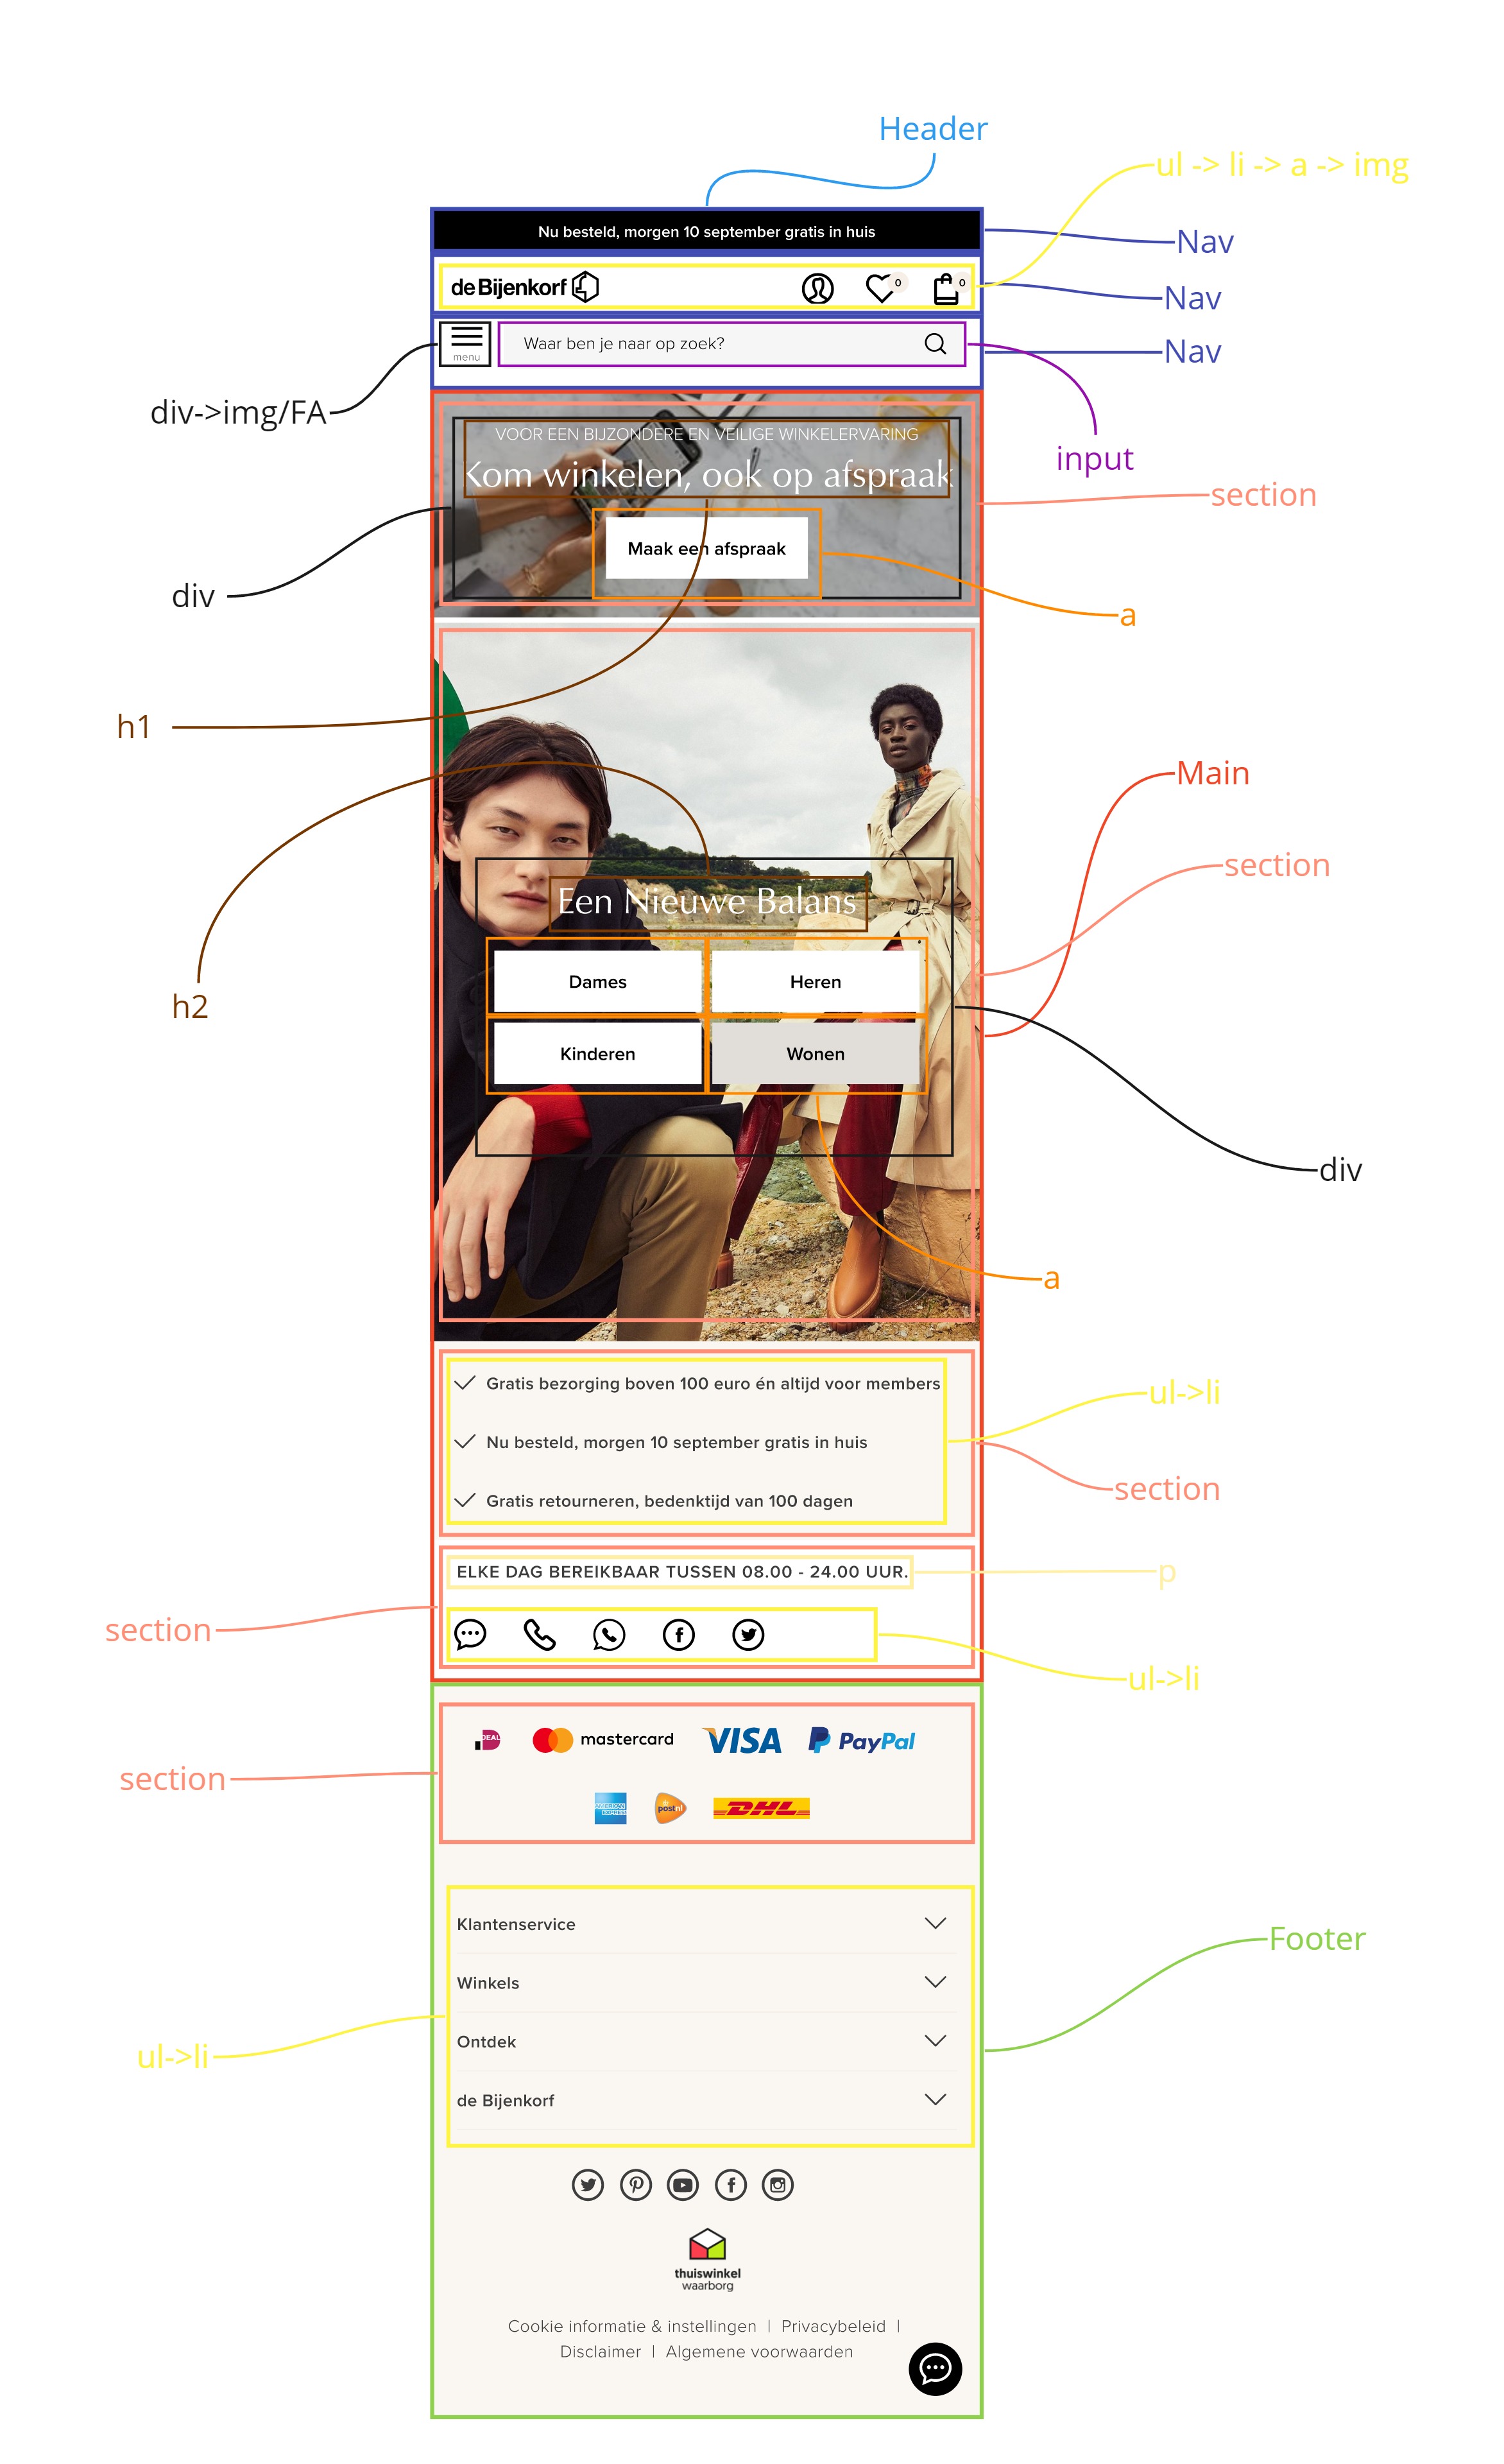 Header
ul -> li -> a -> img
Nu besteld, morgen 10 september gratis in huis
Nav
de Bijenkorf
0
0
Nav
menu
Waar ben je naar op zoek?
Nav
div->img/FA
VOOR EEN BIJZONDERE EN VEILIGE WINKELERVARING
input
Kom winkelen, ook op afspraak
section
Maak een afspraak
div
a
h1
Main
section
Een Nieuwe Balans
Dames
Heren
h2
Kinderen
Wonen
div
a
Gratis bezorging boven 100 euro én altijd voor members
ul->li
Nu besteld, morgen 10 september gratis in huis
section
Gratis retourneren, bedenktijd van 100 dagen
ELKE DAG BEREIKBAAR TUSSEN 08.00 - 24.00 UUR.
p
section
ul->li
DEAL
mastercard
VISA
PayPal
section
AMERICAN EXPRESS
postnl
DHL
Klantenservice
Footer
Winkels
Ontdek
ul->li
de Bijenkorf
thuiswinkel
waarborg
Cookie informatie & instellingen | Privacybeleid |
Disclaimer | Algemene voorwaarden